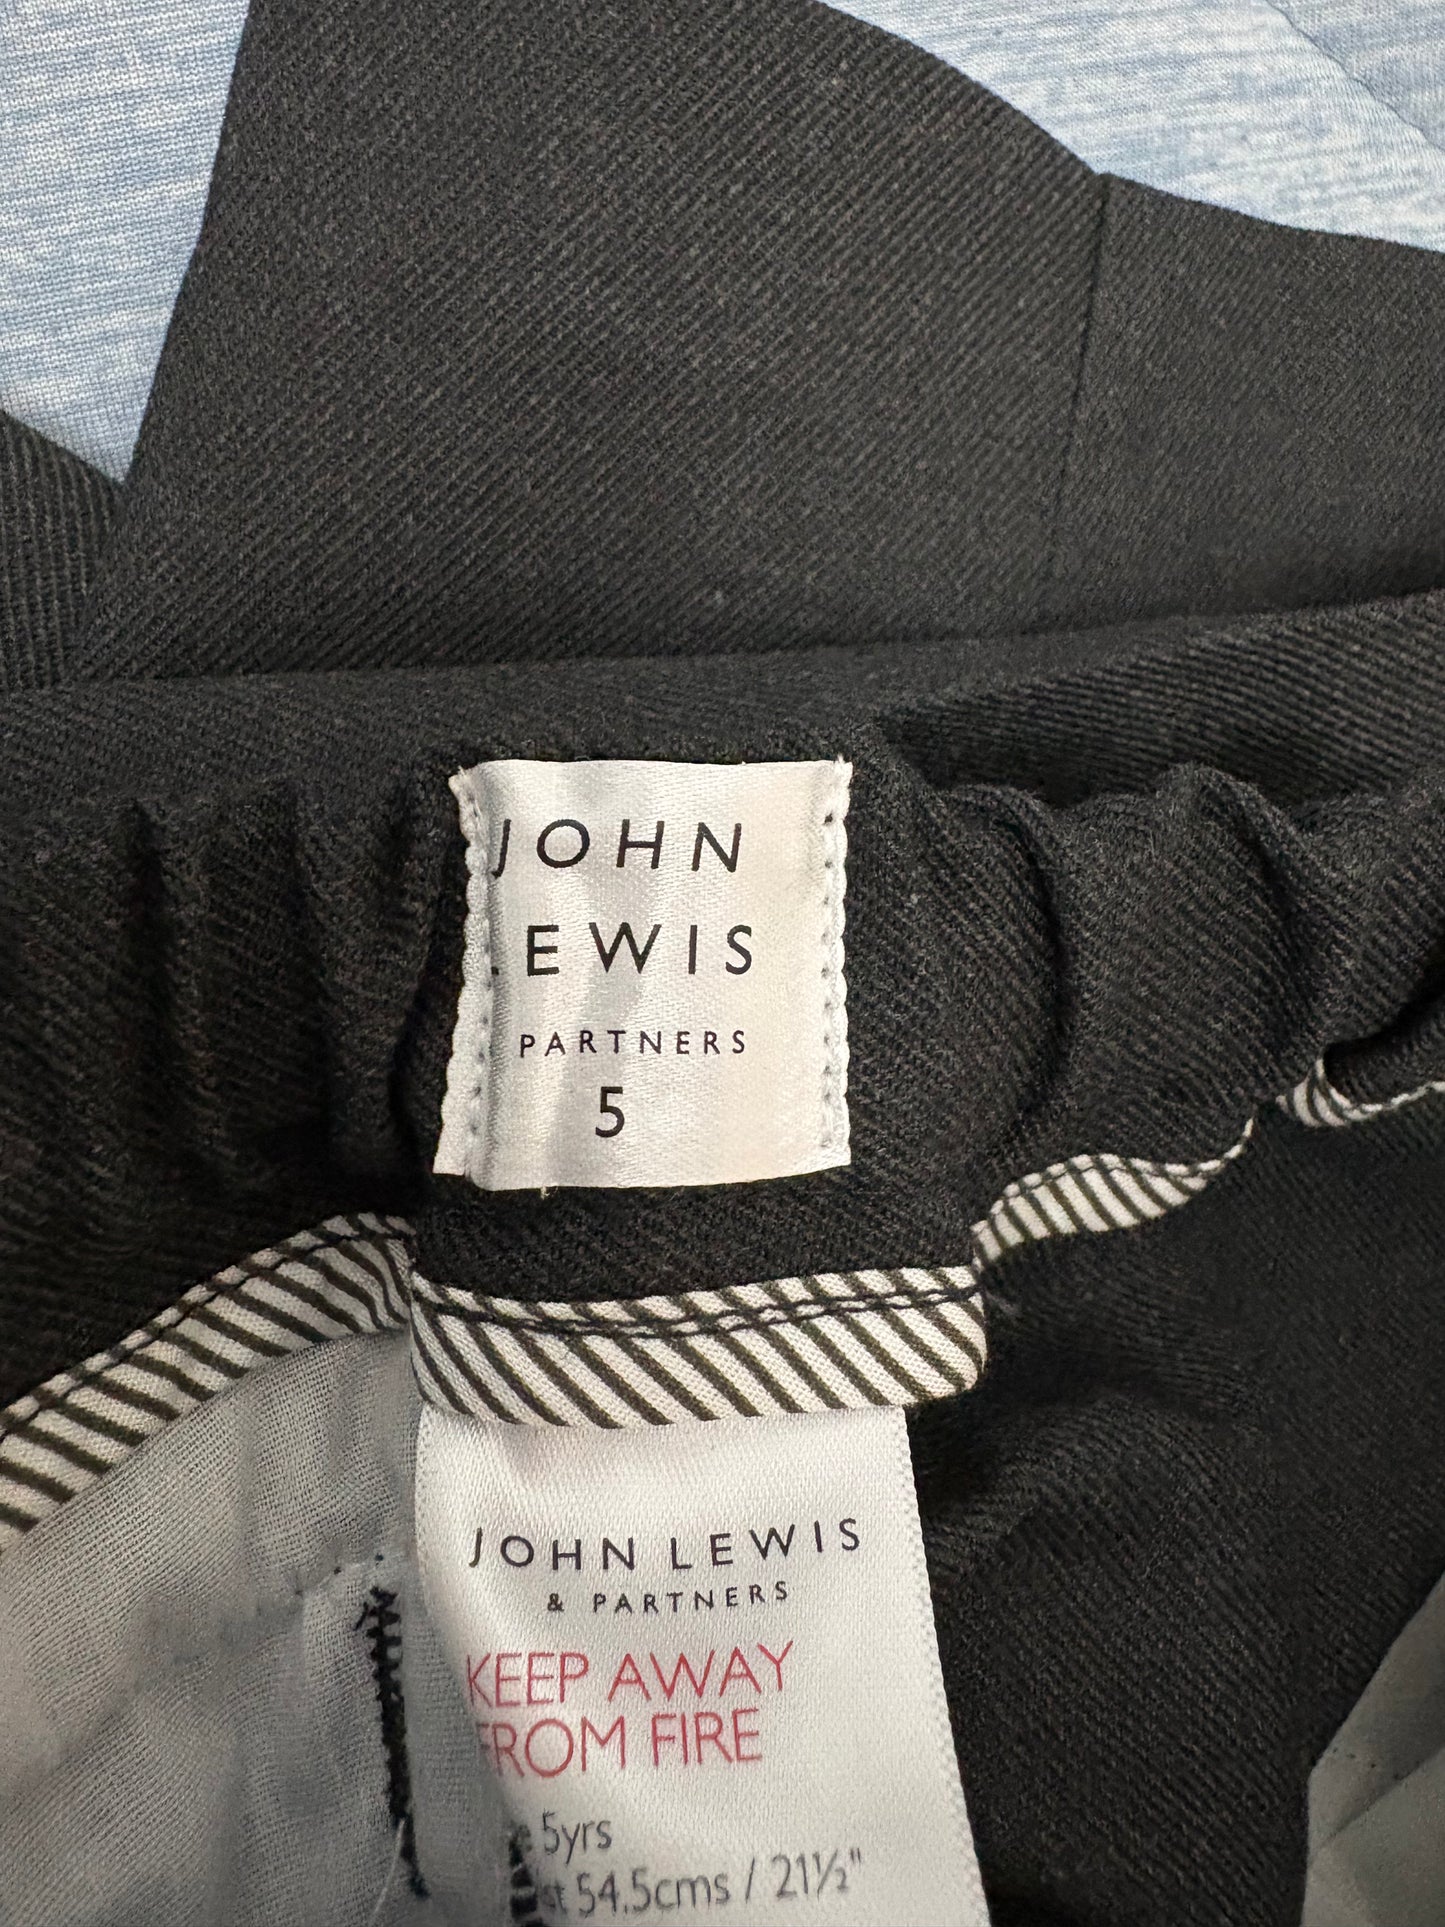 JOHN
LEWIS
PARTNERS
5
JOHN LEWIS
& PARTNERS
KEEP AWAY
FROM FIRE
5yrs
54.5cms / 21½"